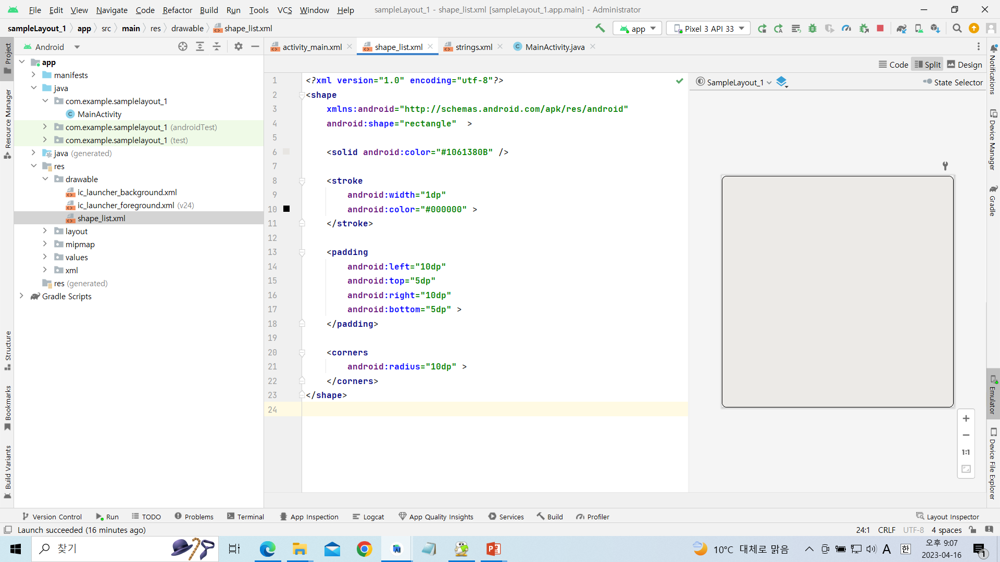 File Edit View Navigate Code Refactor Build Run Tools VCS Window Help sampleLayout_1 - shape_list.xml [sampleLayout_1.app.main] - Administrator
sampleLayout_1 app src main res drawable shape_list.xml app Pixel 3 API 33
Android
activity_main.xml shape_list.xml strings.xml MainActivity.java
Code Split Design
SampleLayout_1 State Selector
Project
Resource Manager
Structure
Bookmarks
Build Variants
app
manifests
java
com.example.samplelayout_1
MainActivity
com.example.samplelayout_1 (androidTest)
com.example.samplelayout_1 (test)
java (generated)
res
drawable
ic_launcher_background.xml
ic_launcher_foreground.xml (v24)
shape_list.xml
layout
mipmap
values
xml
res (generated)
Gradle Scripts
1 <?xml version="1.0" encoding="utf-8"?>
2 <shape
3 xmlns:android="http://schemas.android.com/apk/res/android"
4 android:shape="rectangle" >
5
6 <solid android:color="#1061380B" />
7
8 <stroke
9 android:width="1dp"
10 android:color="#000000" >
11 </stroke>
12
13 <padding
14 android:left="10dp"
15 android:top="5dp"
16 android:right="10dp"
17 android:bottom="5dp" >
18 </padding>
19
20 <corners
21 android:radius="10dp" >
22 </corners>
23 </shape>
24
1:1
Notifications
Device Manager
Gradle
Emulator
Device File Explorer
Version Control Run TODO Problems Terminal App Inspection Logcat App Quality Insights Services Build Profiler Layout Inspector
Launch succeeded (16 minutes ago) 24:1 CRLF UTF-8 4 spaces
찾기 10°C 대체로 맑음 A 한 오후 9:07
2023-04-16 1